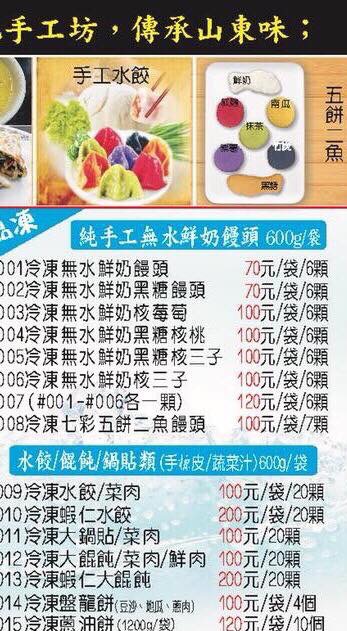 手工坊，傳承山東味；
手工水餃
鮮奶
紅麴
南瓜
抹茶
黑糖
五餅二魚
凍
純手工無水鮮奶饅頭 600g/袋
001冷凍無水鮮奶饅頭 70元/袋/6顆
002冷凍無水鮮奶黑糖饅頭 70元/袋/6顆
003冷凍無水鮮奶核莓萄 100元/袋/6顆
004冷凍無水鮮奶黑糖核桃 100元/袋/6顆
005冷凍無水鮮奶黑糖核三子 100元/袋/6顆
006冷凍無水鮮奶核三子 100元/袋/6顆
007 (#001-#006各一顆) 120元/袋/7顆
008冷凍七彩五餅二魚饅頭 100元/袋/7顆
水餃/餛飩/鍋貼類(手搟皮/蔬菜汁)600g/袋
009冷凍水餃/菜肉 100元/袋/20顆
010冷凍蝦仁水餃 200元/袋/20顆
011冷凍大鍋貼/菜肉 100元/20顆
012冷凍大餛飩/菜肉/鮮肉 100元/20顆
013冷凍蝦仁大餛飩 200元/20顆
014冷凍盤龍餅(豆沙、地瓜、蔥肉) 100元/袋/4個
015冷凍蔥油餅(1200g/袋) 120元/袋/10個